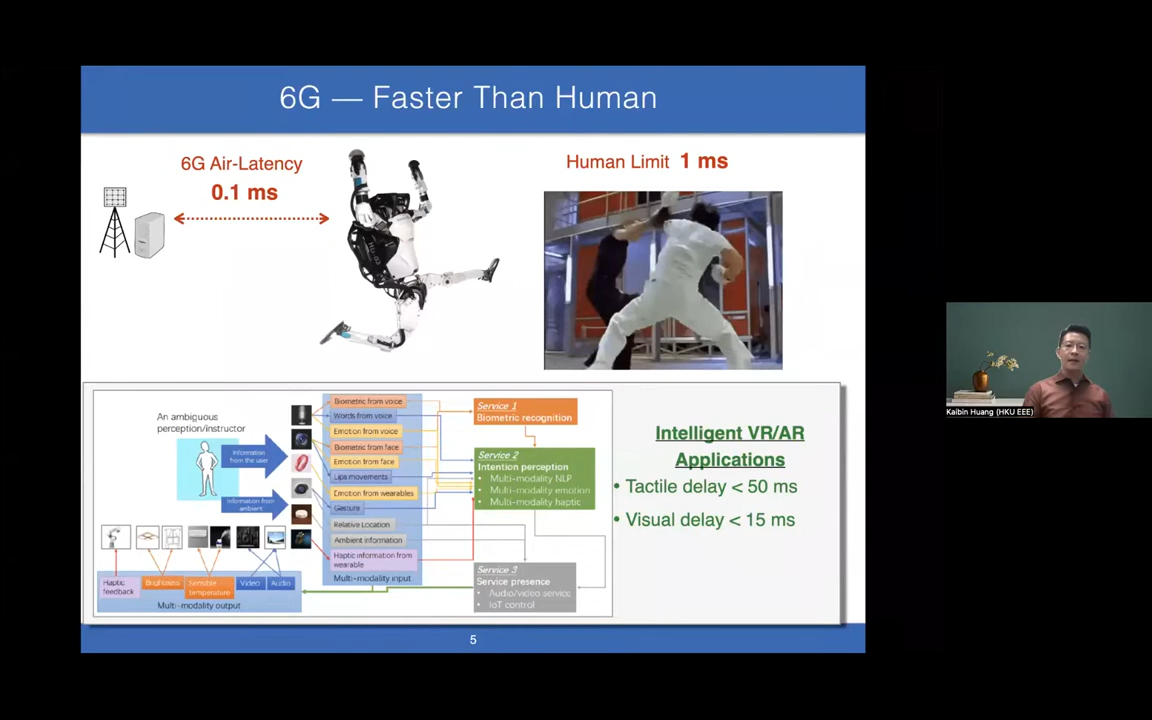 6G — Faster Than Human
6G Air-Latency
0.1 ms
Human Limit 1 ms
An ambiguous
perception/instructor
Information
from the user
Information from
ambient
Biometric from voice
Words from voice
Emotion from voice
Biometric from face
Emotion from face
Lips movements
Emotion from wearables
Gesture
Relative Location
Ambient information
Haptic information from
wearable
Multi-modality input
Service 1
Biometric recognition
Service 2
Intention perception
• Multi-modality NLP
• Multi-modality emotion
• Multi-modality haptic
Service 3
Service presence
• Audio/video service
• IoT control
Haptic
feedback
Brightness
Sensible
temperature
Video
Audio
Multi-modality output
Intelligent VR/AR
Applications
• Tactile delay < 50 ms
• Visual delay < 15 ms
5
Kaibin Huang (HKU EEE)